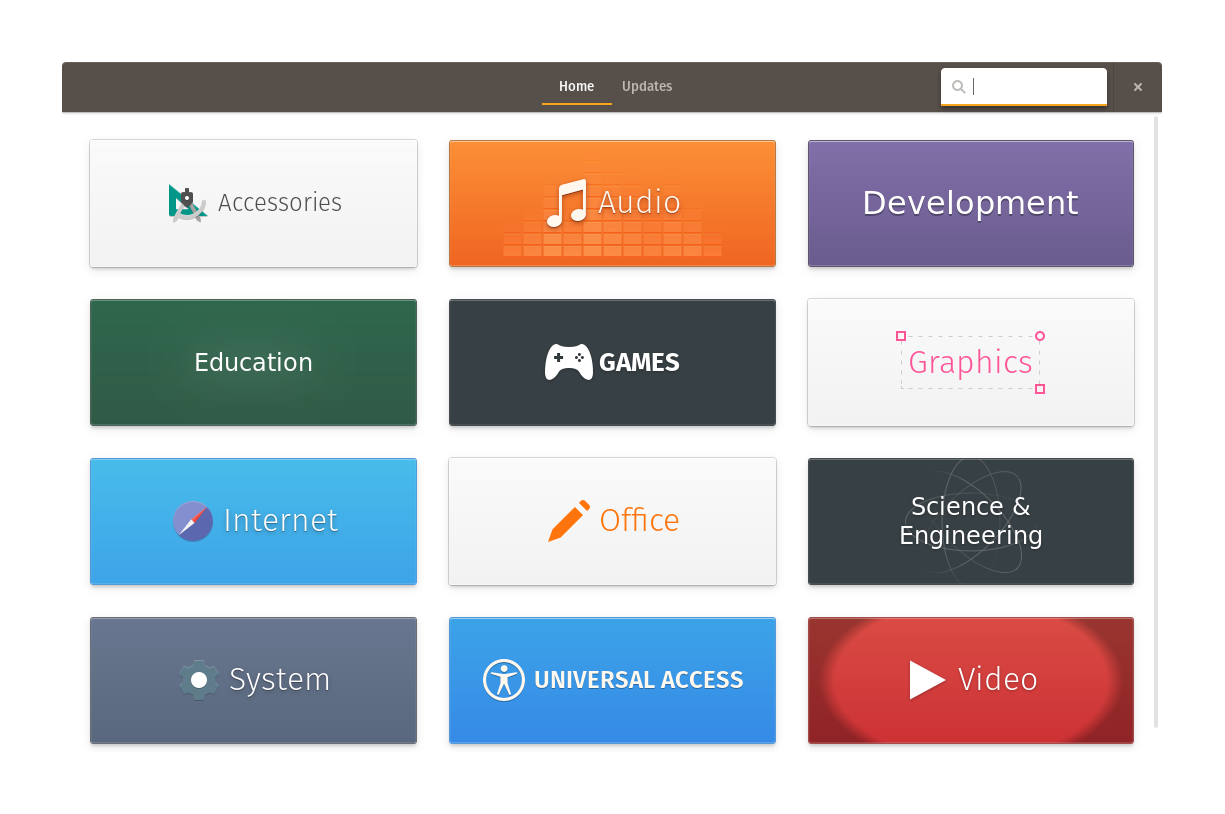 Home
Updates
Accessories
Audio
Development
Education
GAMES
Graphics
Internet
Office
Science &
Engineering
System
UNIVERSAL ACCESS
Video